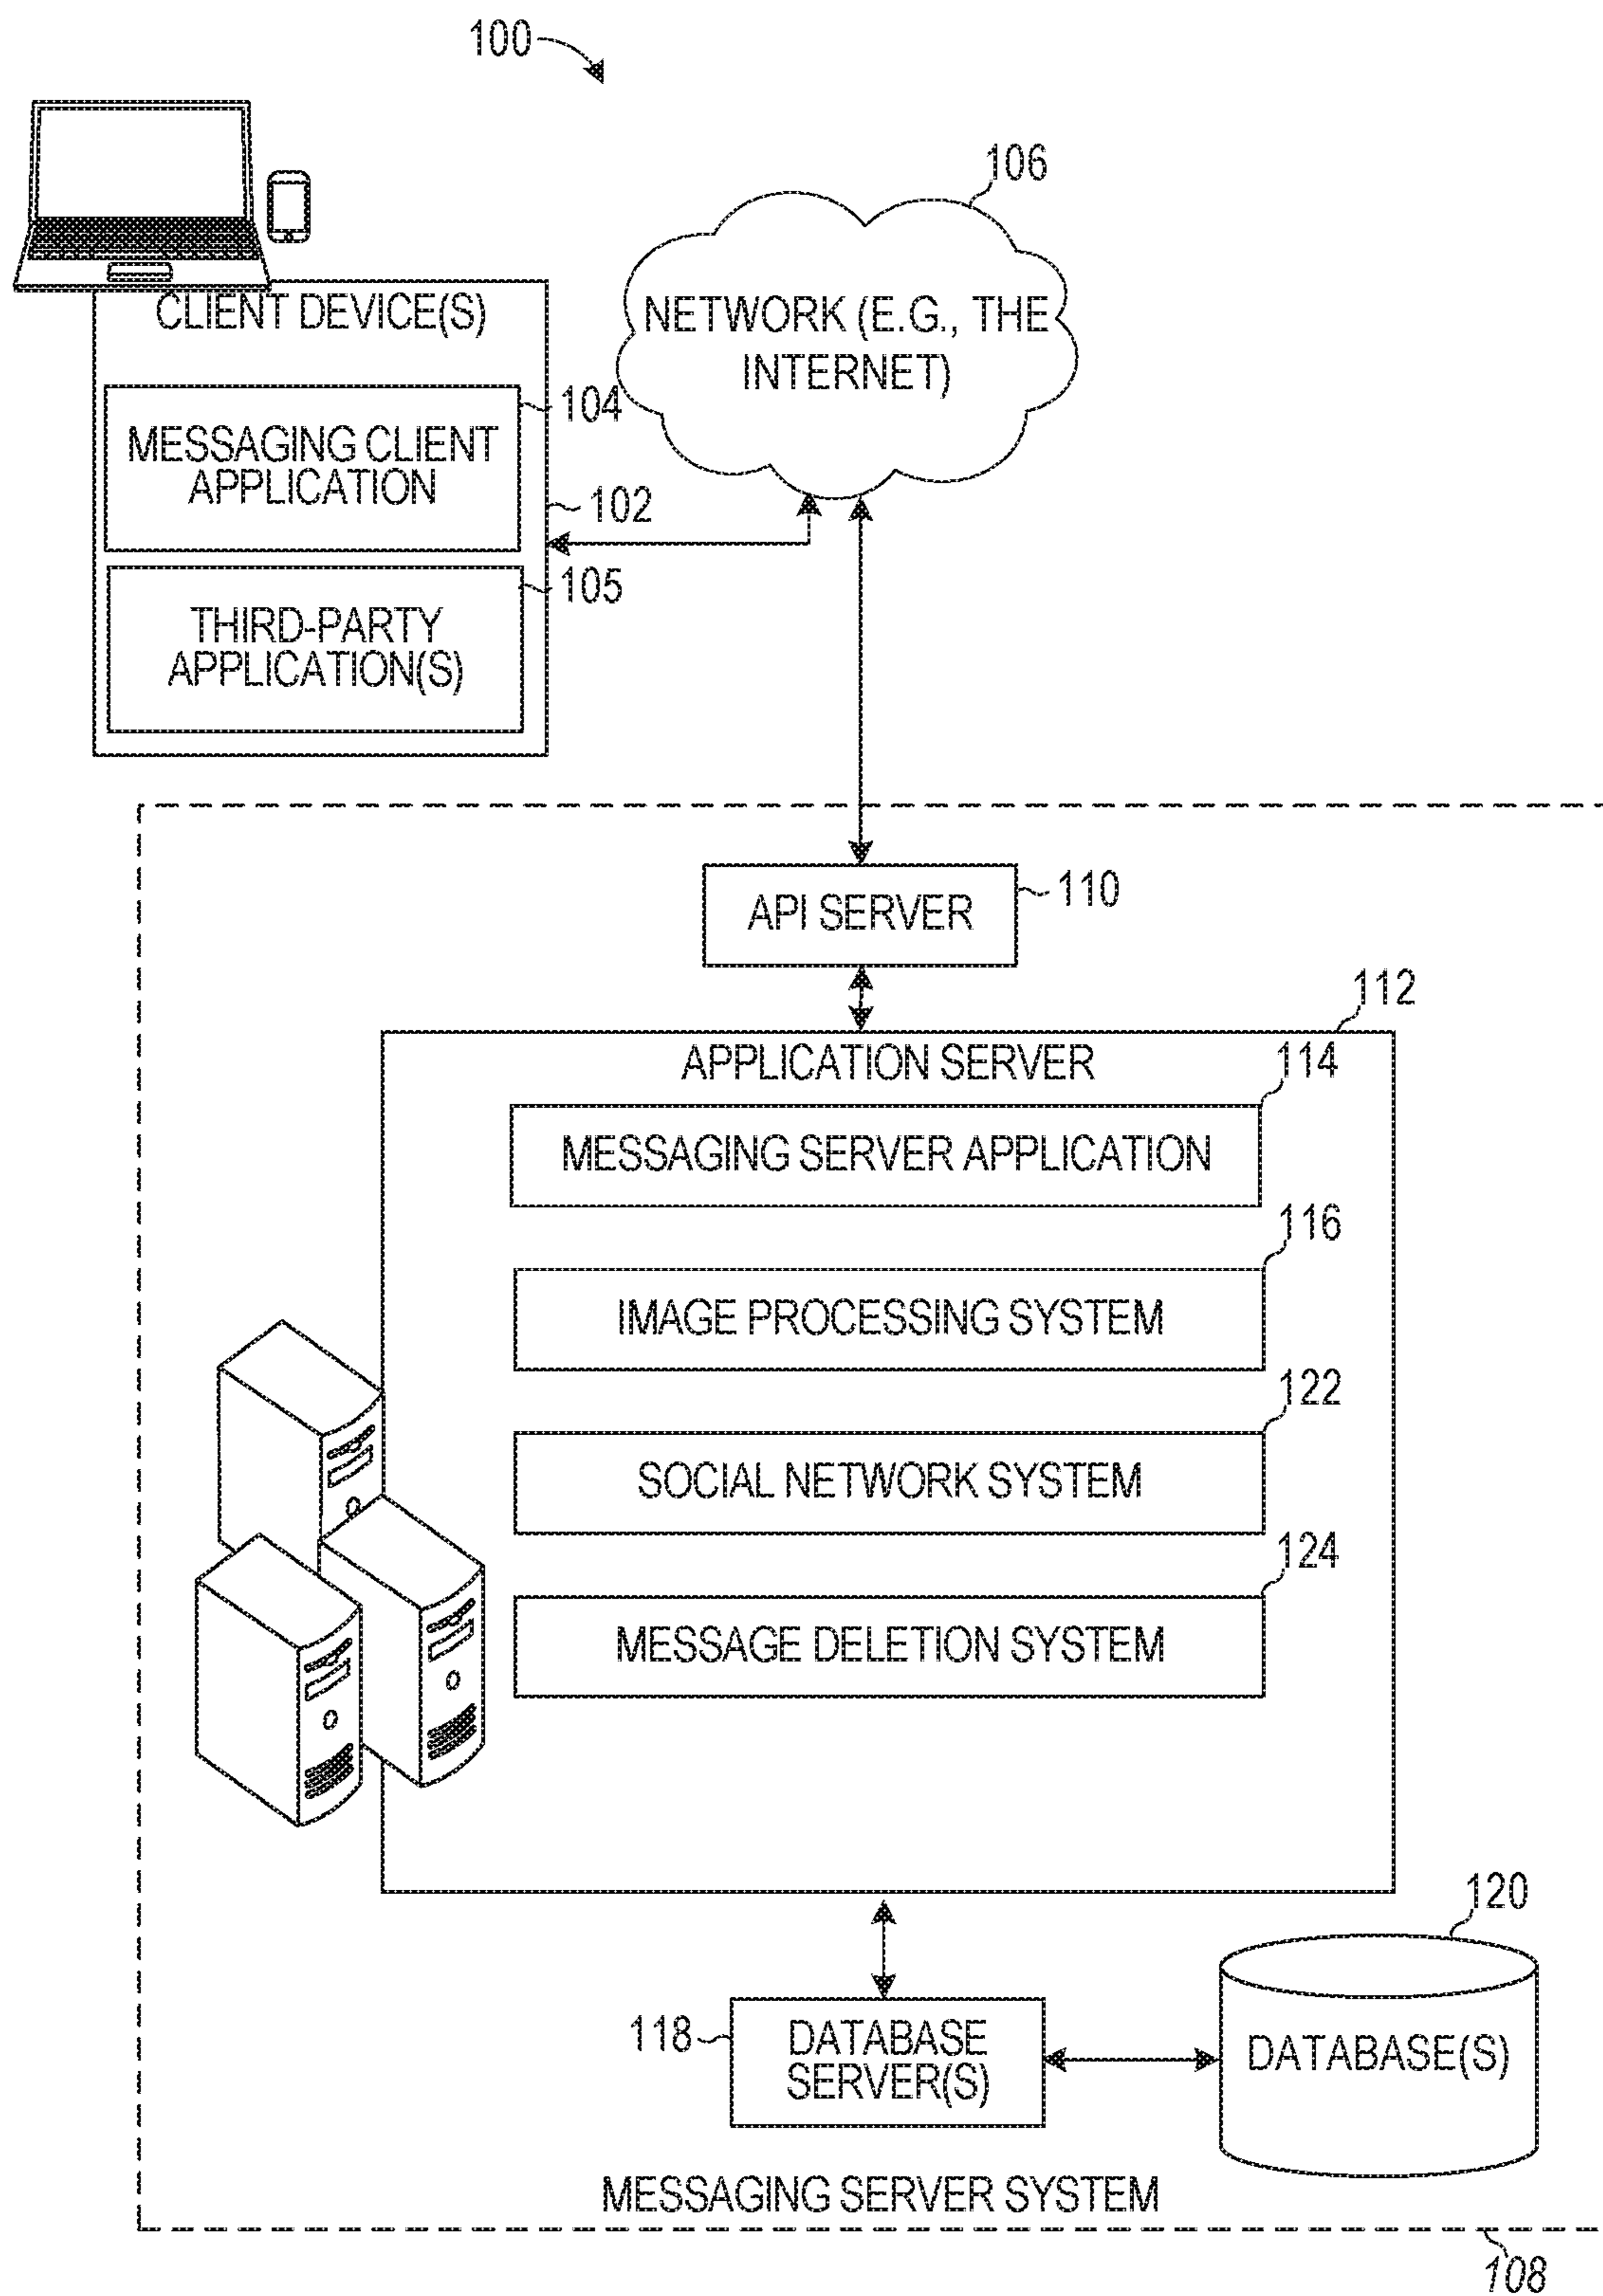 100
106
CLIENT DEVICE(S)
NETWORK (E.G., THE
INTERNET)
104
MESSAGING CLIENT
APPLICATION
102
105
THIRD-PARTY
APPLICATION(S)
API SERVER
110
112
APPLICATION SERVER
114
MESSAGING SERVER APPLICATION
116
IMAGE PROCESSING SYSTEM
122
SOCIAL NETWORK SYSTEM
124
MESSAGE DELETION SYSTEM
120
118
DATABASE
SERVER(S)
DATABASE(S)
MESSAGING SERVER SYSTEM
108